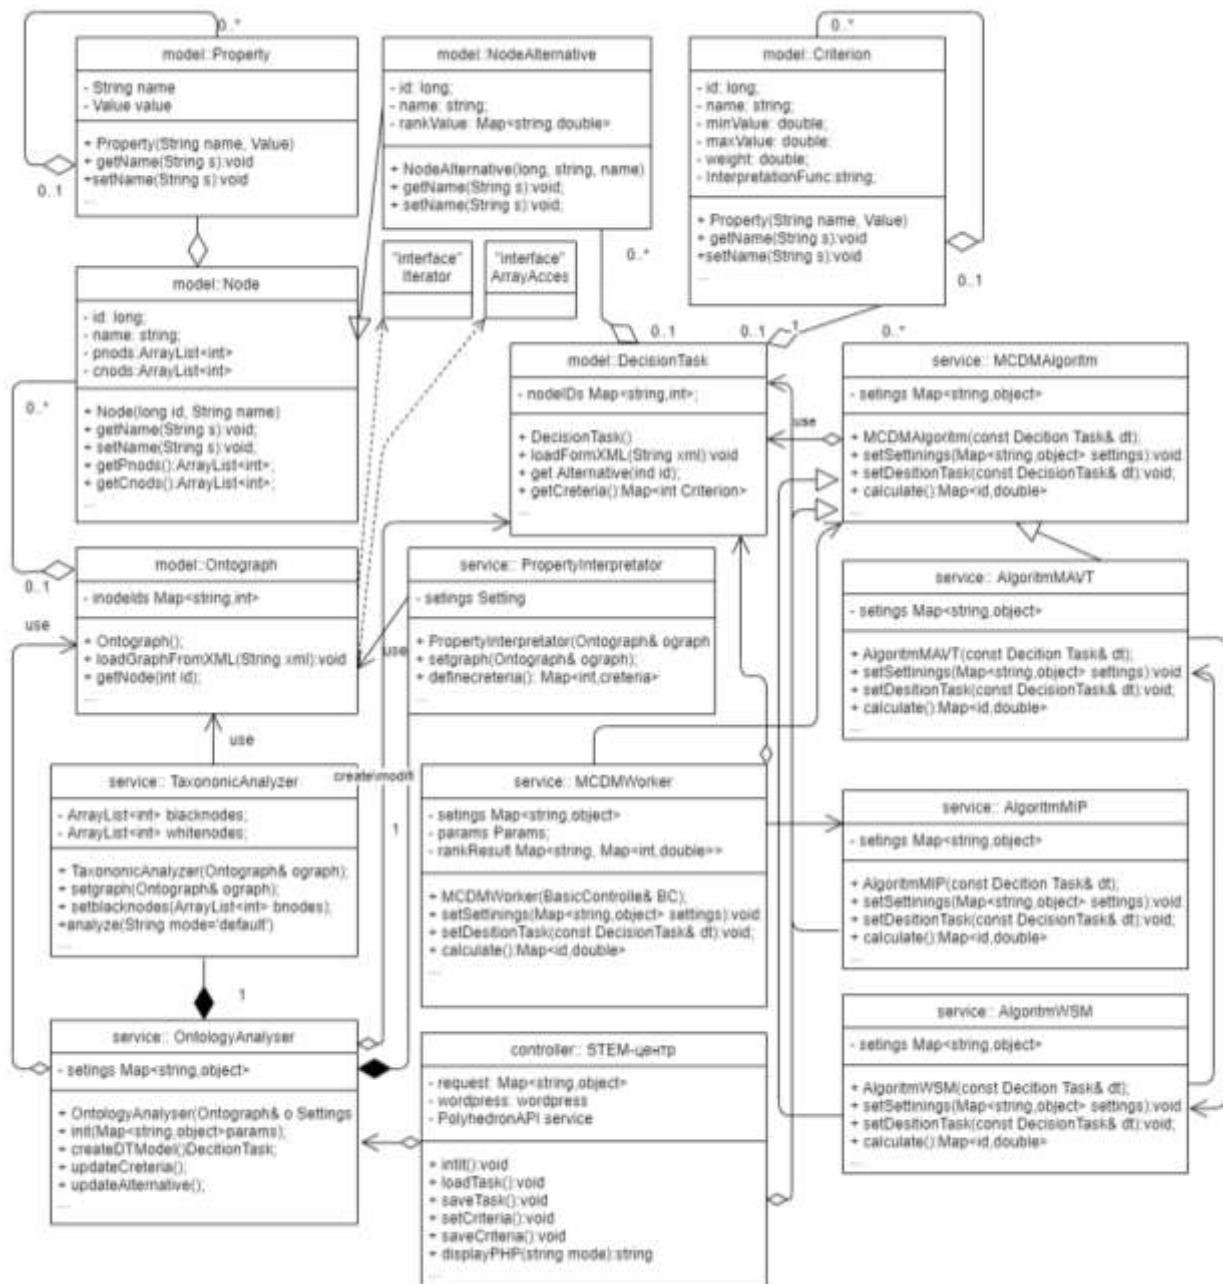 0..*
model::Property
- String name
- Value value
+ Property(String name, Value)
+ getName(String s):void
+setName(String s):void
...
0..1
model::NodeAlternative
- id: long;
- name: string;
- rankValue: Map<string.double>
+ NodeAlternative(long, string, name)
+ getName(String s):void;
+ setName(String s):void;
0..*
model::Criterion
- id: long;
- name: string;
- minValue: double;
- maxValue: double;
- weight: double;
- InterpretationFunc:string;
+ Property(String name, Value)
+ getName(String s):void
+setName(String s):void
...
0..1
"interface"
Iterator
"interface"
ArrayAcces
0..*
model::Node
- id: long;
- name: string;
- pnods:ArrayList<int>
- cnods:ArrayList<int>
+ Node(long id, String name)
+ getName(String s):void;
+ setName(String s):void;
+ getPnods():ArrayList<int>;
+ getCnods():ArrayList<int>;
...
0..*
0..1
0..1
0..1
1
0..*
model::DecisionTask
- nodeIDs Map<string,int>;
+ DecisionTask()
+ loadFormXML(String xml):void
+ get Alternative(ind id);
+ getCreteria():Map<int Criterion>
...
use
service:: MCDMAlgoritm
- setings Map<string,object>
+ MCDMAlgoritm(const Decition Task& dt);
+ setSettinings(Map<string,object> settings):void
+ setDesitionTask(const DecisionTask& dt):void;
+ calculate():Map<id,double>
...
model::Ontograph
- inodeIds Map<string,int>
+ Ontograph();
+ loadGraphFromXML(String xml):void
+ getNode(int id);
...
use
service:: PropertyInterpretator
- setings Setting
+ PropertyInterpretator(Ontograph& ograph
+ setgraph(Ontograph& ograph);
+ definecreteria(): Map<int,creteria>
...
use
service:: AlgoritmMAVT
- setings Map<string,object>
+ AlgoritmMAVT(const Decition Task& dt);
+ setSettinings(Map<string,object> settings):void
+ setDesitionTask(const DecisionTask& dt):void;
+ calculate():Map<id,double>
...
use
service:: TaxononicAnalyzer
- ArrayList<int> blacknodes;
- ArrayList<int> whitenodes;
+ TaxononicAnalyzer(Ontograph& ograph);
+ setgraph(Ontograph& ograph);
+ setblacknodes(ArrayList<int> bnodes);
+analyze(String mode='default')
...
1
create\modifi
1
service:: MCDMWorker
- setings Map<string,object>
- params Params;
- rankResult Map<string, Map<int,double>>
+ MCDMWorker(BasicControlle& BC);
+ setSettinings(Map<string,object> settings):void
+ setDesitionTask(const DecisionTask& dt):void;
+ calculate():Map<id,double>
...
service:: AlgoritmMIP
- setings Map<string,object>
+ AlgoritmMIP(const Decition Task& dt);
+ setSettinings(Map<string,object> settings):void
+ setDesitionTask(const DecisionTask& dt):void;
+ calculate():Map<id,double>
...
service:: OntologyAnalyser
- setings Map<string,object>
+ OntologyAnalyser(Ontograph& o Settings
+ init(Map<string,object>params);
+ createDTModel()DecitionTask;
+ updateCreteria();
+ updateAlternative();
...
controller:: STEM-центр
- request: Map<string,object>
- wordpress: wordpress
- PolyhedronAPI service
+ intit():void
+ loadTask():void
+ saveTask():void
+ setCriteria():void
+ saveCriteria():void
+ displayPHP(string mode):string
...
service:: AlgoritmWSM
- setings Map<string,object>
+ AlgoritmWSM(const Decition Task& dt);
+ setSettinings(Map<string,object> settings):void
+ setDesitionTask(const DecisionTask& dt):void;
+ calculate():Map<id,double>
...